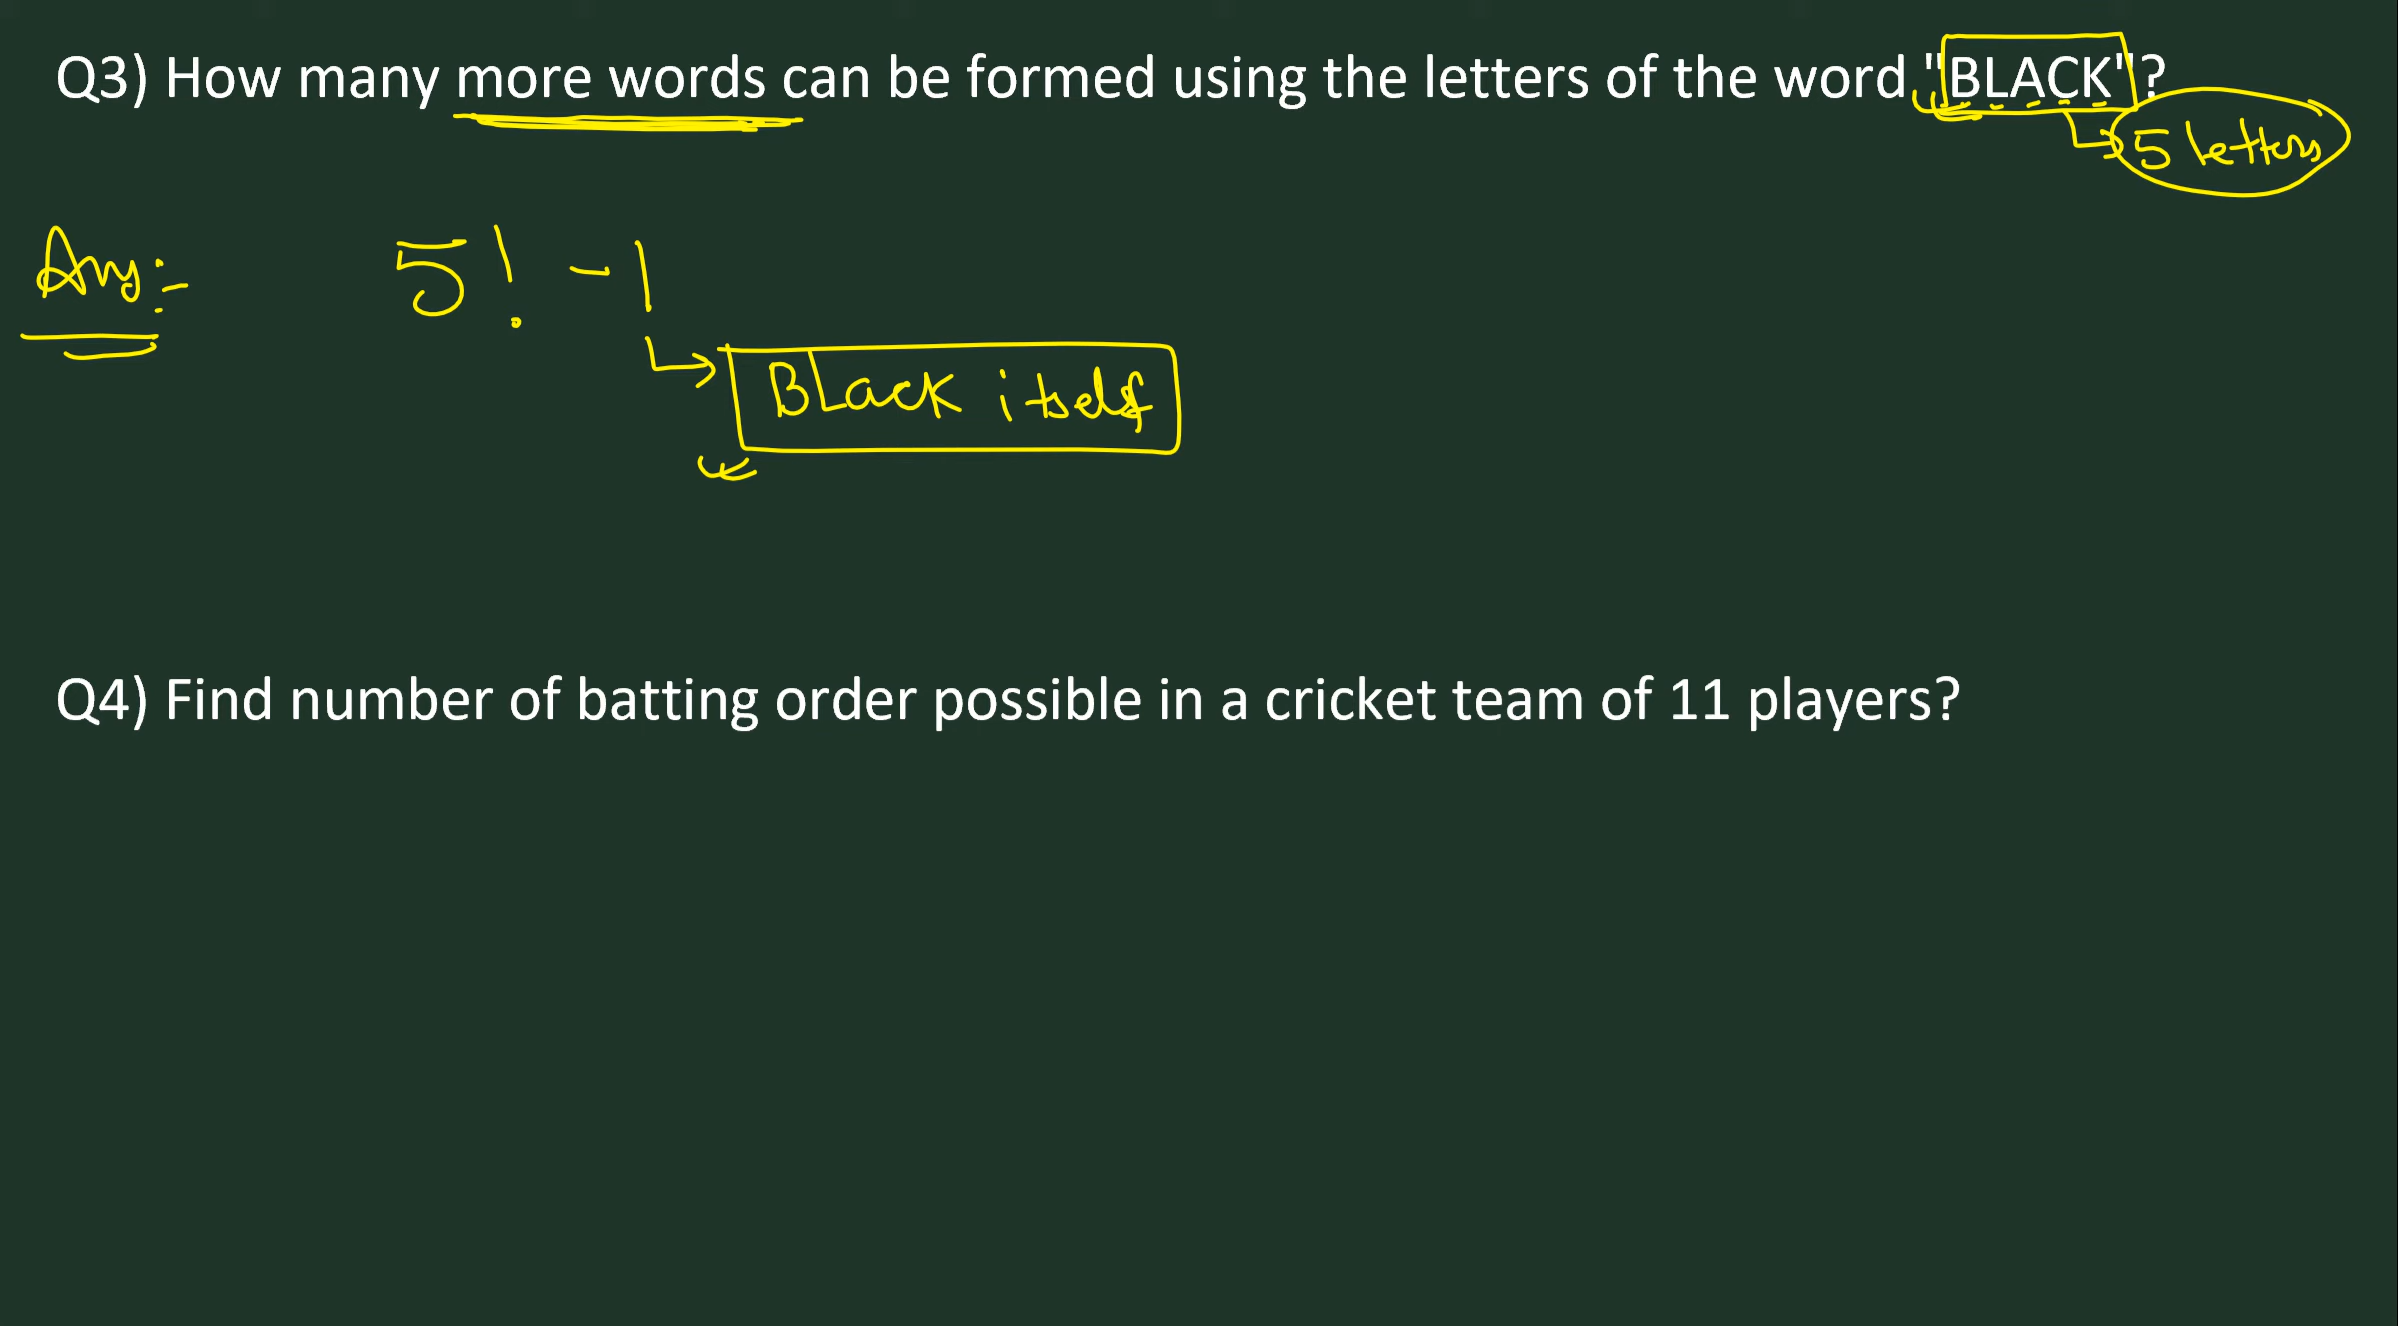 Q3) How many more words can be formed using the letters of the word "BLACK"?
5 letters
Ans:-
5! - 1
BLack itself
Q4) Find number of batting order possible in a cricket team of 11 players?